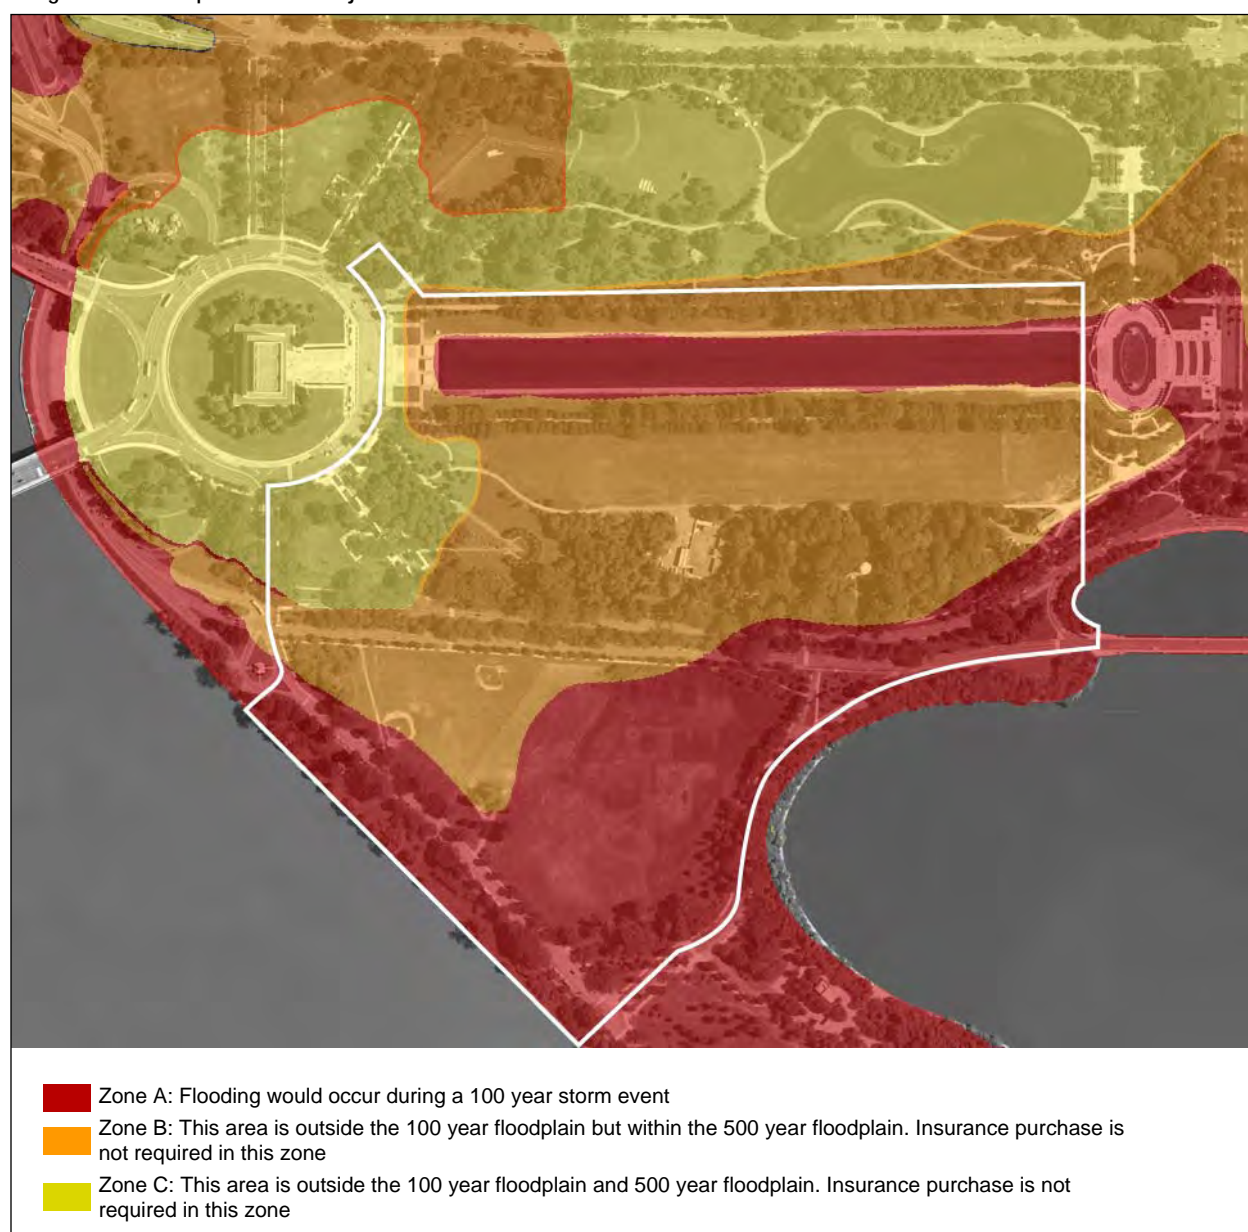 Zone A: Flooding would occur during a 100 year storm event
Zone B: This area is outside the 100 year floodplain but within the 500 year floodplain. Insurance purchase is
not required in this zone
Zone C: This area is outside the 100 year floodplain and 500 year floodplain. Insurance purchase is not
required in this zone